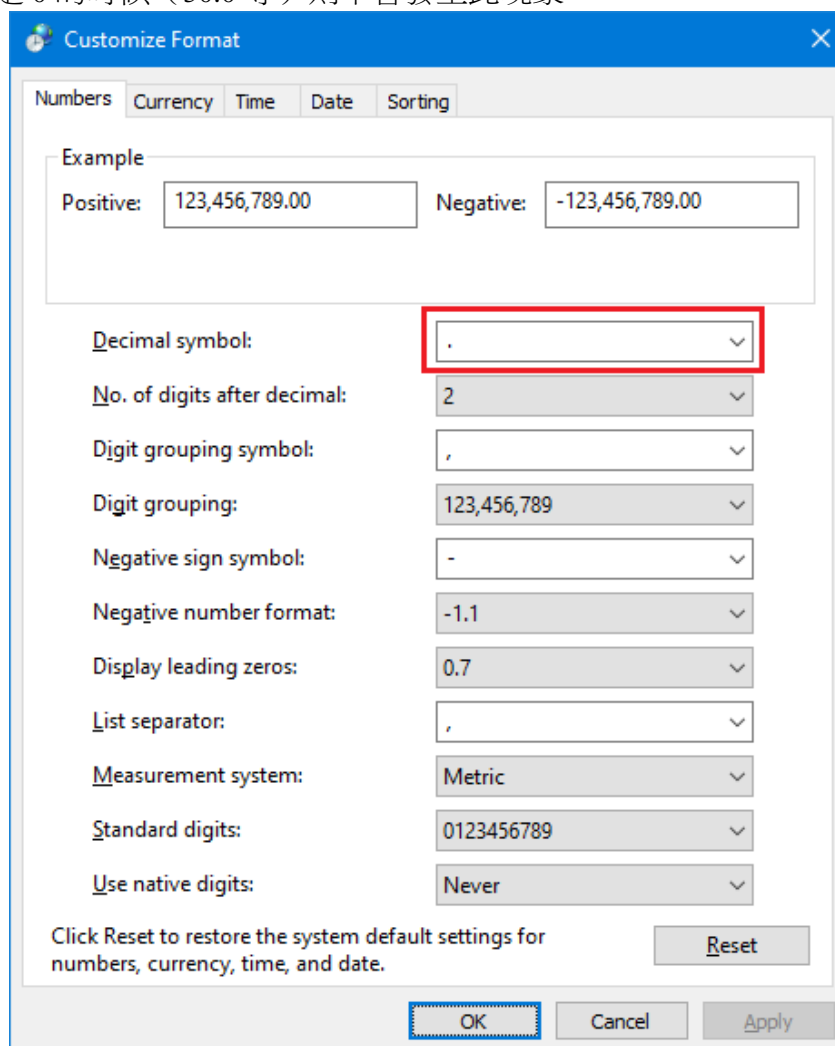 Customize Format
Numbers Currency Time Date Sorting
Example
Positive: 123,456,789.00 Negative: -123,456,789.00
Decimal symbol: .
No. of digits after decimal: 2
Digit grouping symbol: ,
Digit grouping: 123,456,789
Negative sign symbol: -
Negative number format: -1.1
Display leading zeros: 0.7
List separator: ,
Measurement system: Metric
Standard digits: 0123456789
Use native digits: Never
Click Reset to restore the system default settings for
numbers, currency, time, and date.
Reset
OK Cancel Apply